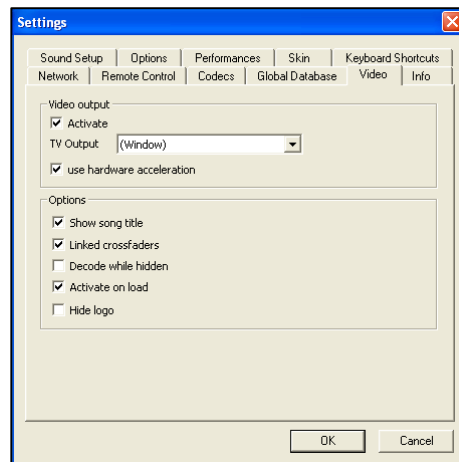 Settings
Sound Setup Options Performances Skin Keyboard Shortcuts
Network Remote Control Codecs Global Database Video Info
Video output
Activate
TV Output (Window)
use hardware acceleration
Options
Show song title
Linked crossfaders
Decode while hidden
Activate on load
Hide logo
OK Cancel